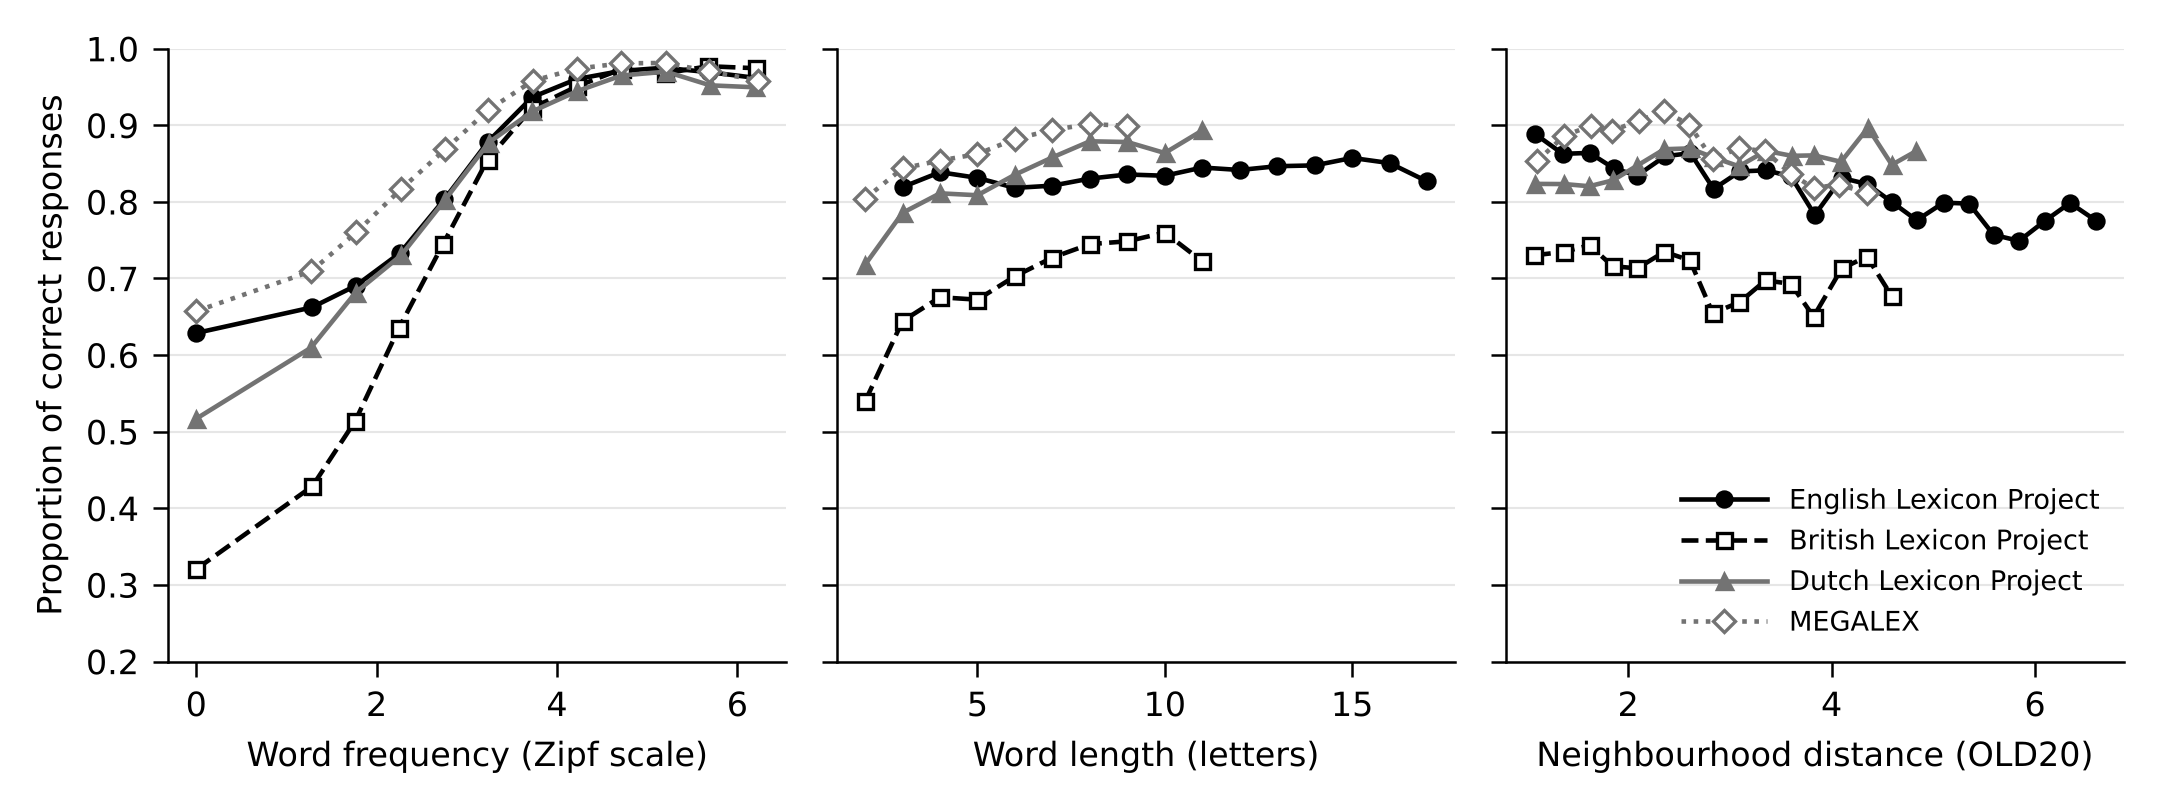 Proportion of correct responses
1.0
0.9
0.8
0.7
0.6
0.5
0.4
0.3
0.2
0 2 4 6
Word frequency (Zipf scale)
5 10 15
Word length (letters)
2 4 6
Neighbourhood distance (OLD20)
English Lexicon Project
British Lexicon Project
Dutch Lexicon Project
MEGALEX